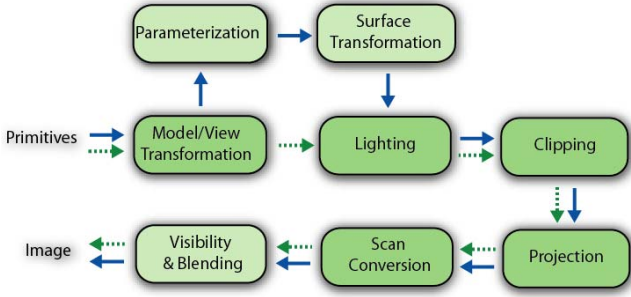 Parameterization
Surface
Transformation
Primitives
Model/View
Transformation
Lighting
Clipping
Image
Visibility
& Blending
Scan
Conversion
Projection